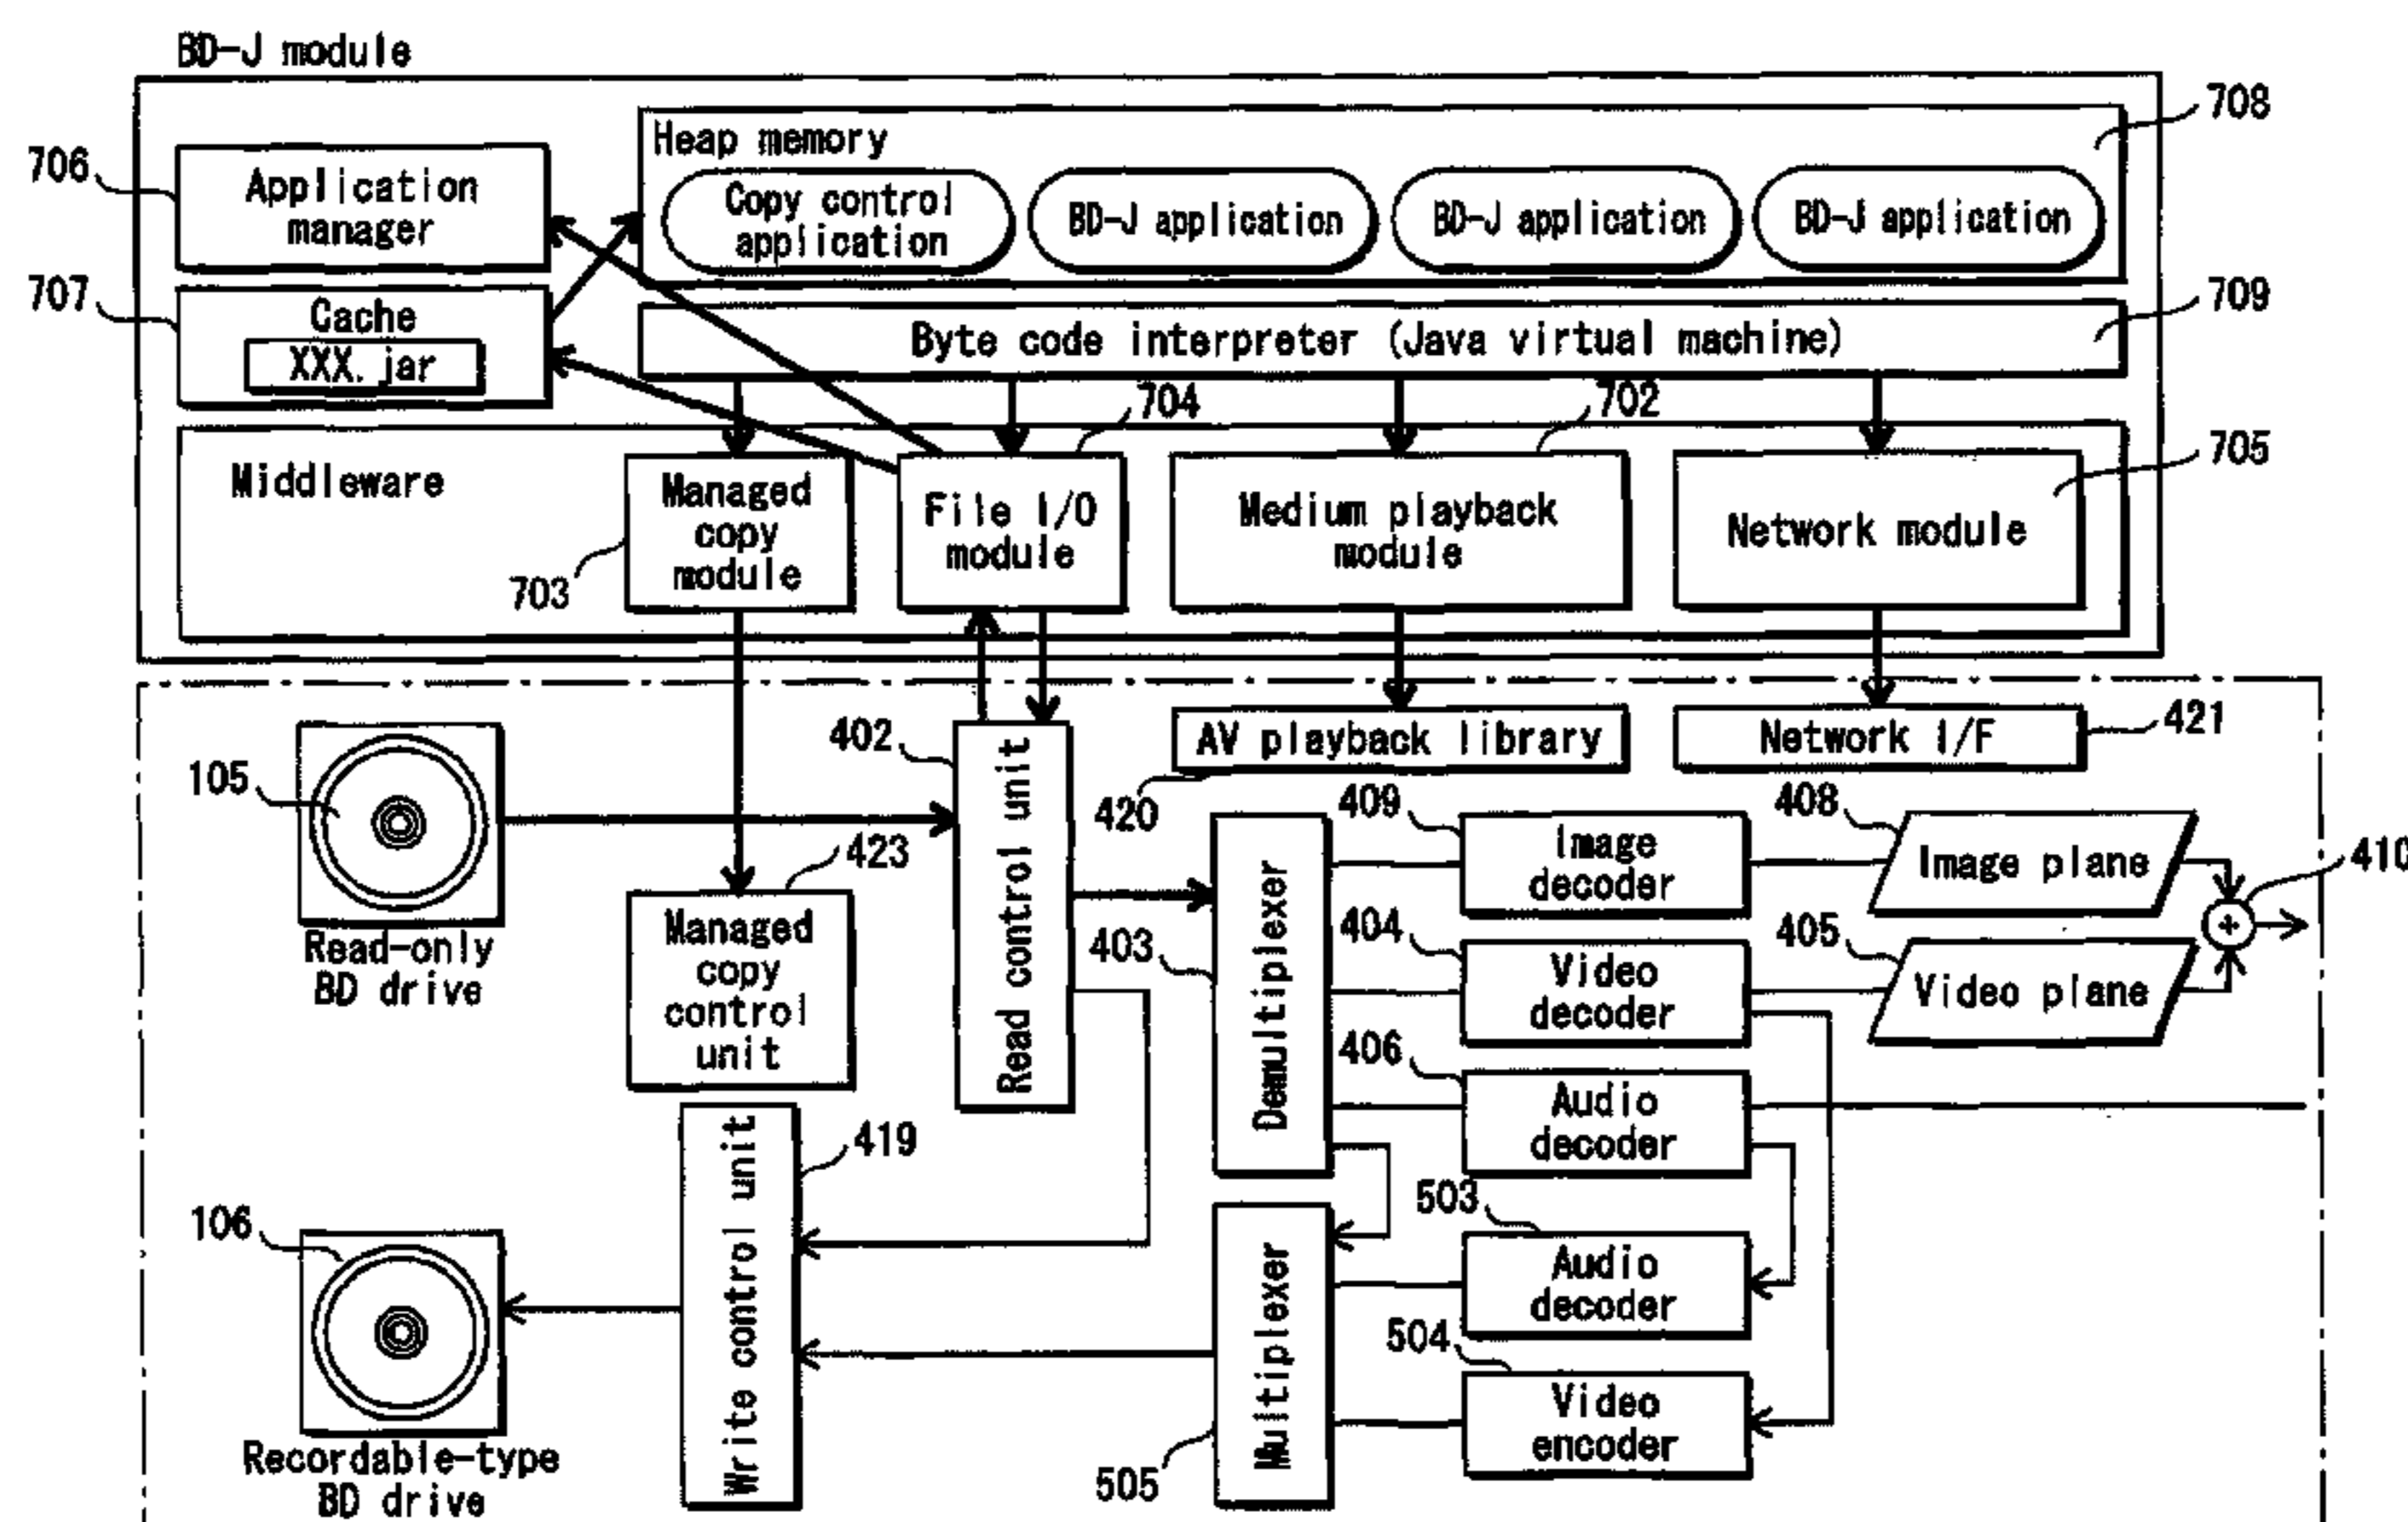 BD-J module
708
Heap memory
706
Application
manager
Copy control
application
BD-J application
BD-J application
BD-J application
707
Cache
XXX.jar
709
Byte code interpreter (Java virtual machine)
704
702
Middleware
Managed
copy
module
File I/O
module
Medium playback
module
Network module
705
703
402
AV playback library
Network I/F
421
105
420
409
408
Read control unit
423
Image
decoder
Image plane
410
Read-only
BD drive
Managed
copy
control
unit
403
Demultiplexer
404
405
Video
decoder
Video plane
406
Audio
decoder
419
Write control unit
503
106
Audio
decoder
504
Multiplexer
Video
encoder
Recordable-type
BD drive
505